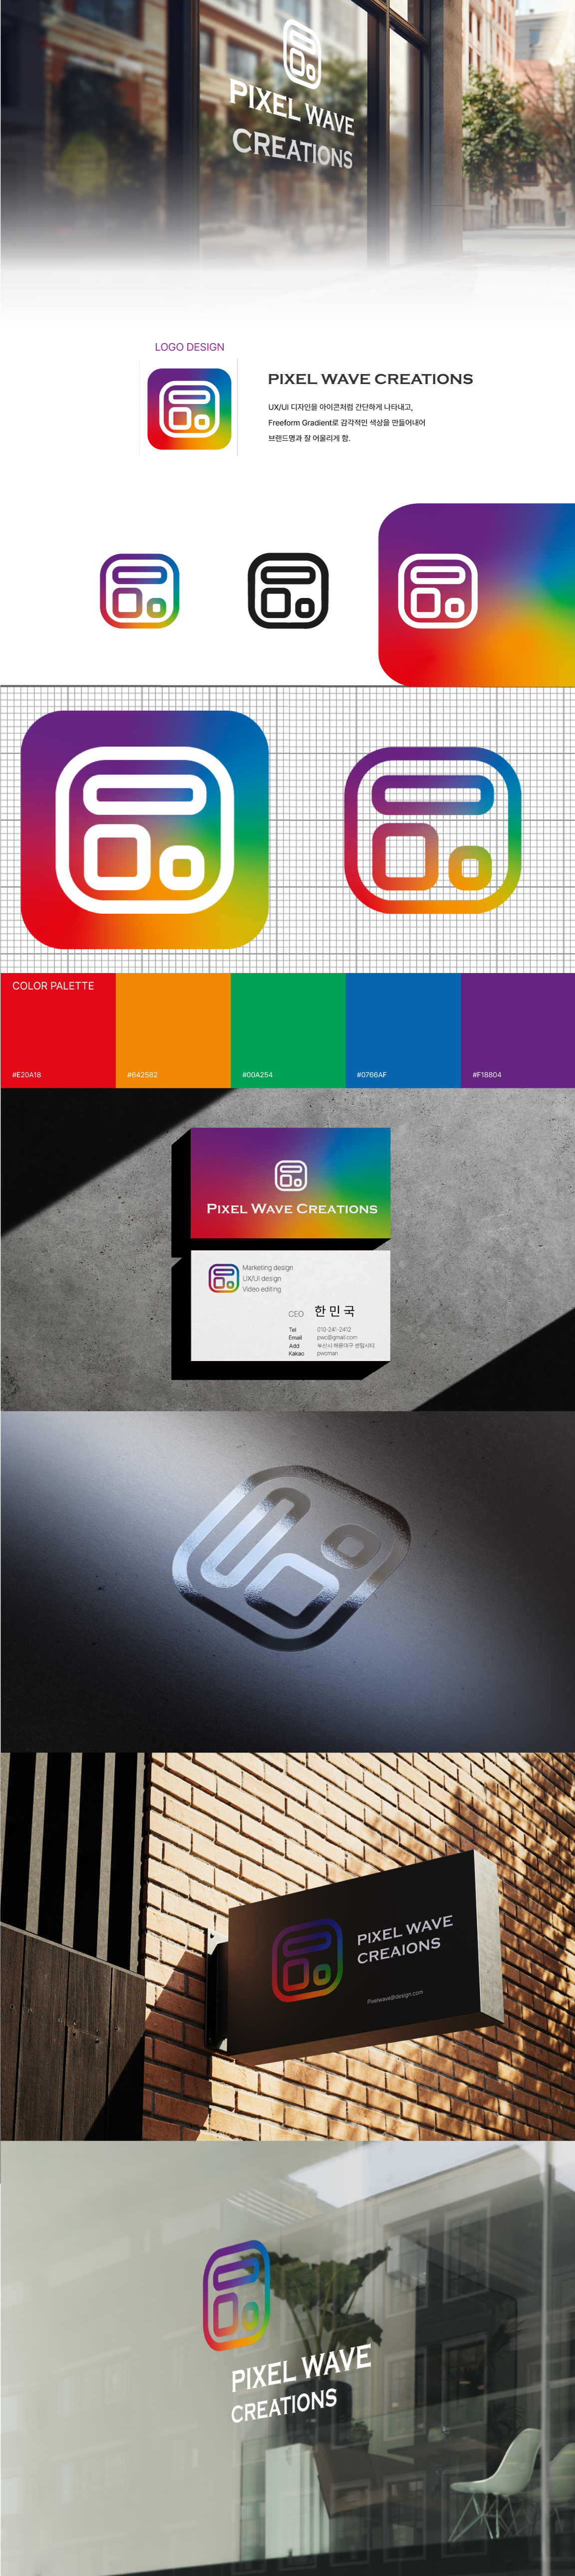 PIXEL WAVE
CREATIONS
LOGO DESIGN
PIXEL WAVE CREATIONS
UX/UI 디자인을 아이콘처럼 간단하게 나타내고,
Freeform Gradient로 감각적인 색상을 만들어내어
브랜드명과 잘 어울리게 함.
COLOR PALETTE
#E20A18
#642582
#00A254
#0766AF
#F18804
PIXEL WAVE CREATIONS
Marketing design
UX/UI design
Video editing
CEO 한민국
Tel 010-241-2412
Email pwc@gmail.com
Add 부산시 해운대구 센텀시티
Kakao pwcman
PIXEL WAVE
CREAIONS
Pixelwave@design.com
PIXEL WAVE
CREATIONS